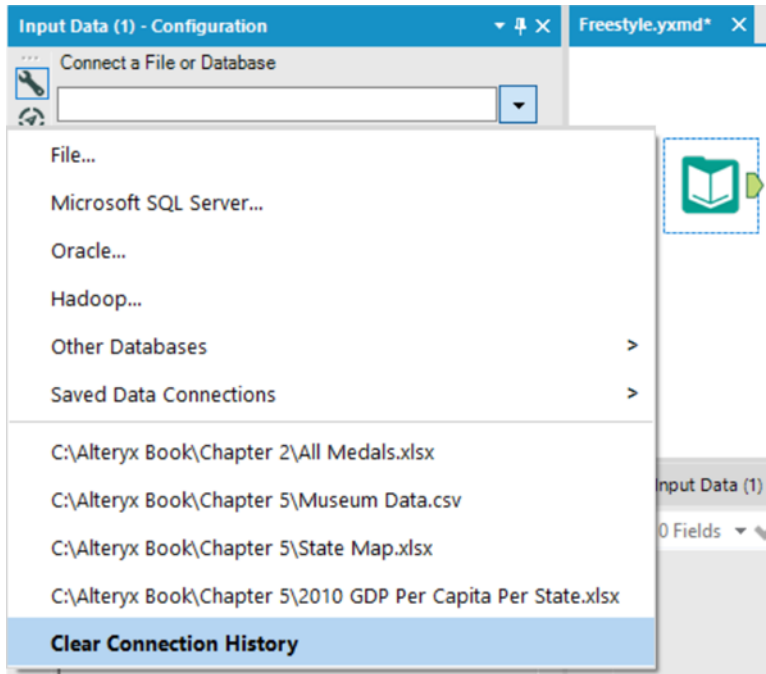 Input Data (1) - Configuration
Freestyle.yxmd*
Connect a File or Database
File...
Microsoft SQL Server...
Oracle...
Hadoop...
Other Databases
Saved Data Connections
C:\Alteryx Book\Chapter 2\All Medals.xlsx
C:\Alteryx Book\Chapter 5\Museum Data.csv
C:\Alteryx Book\Chapter 5\State Map.xlsx
C:\Alteryx Book\Chapter 5\2010 GDP Per Capita Per State.xlsx
Clear Connection History
Input Data (1)
0 Fields